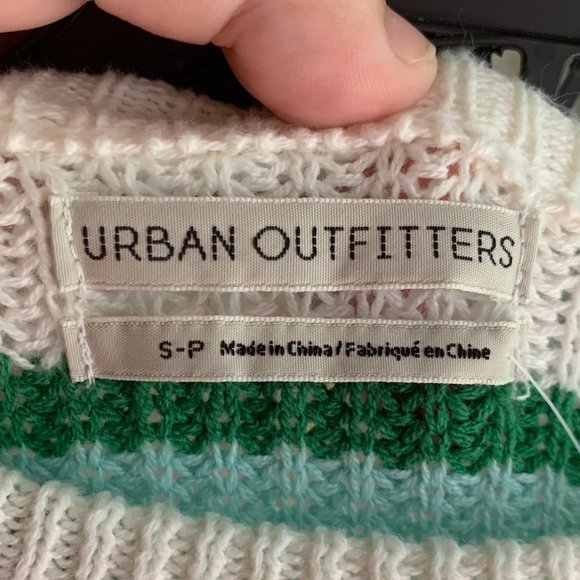 URBAN OUTFITTERS
S-P Made in China/Fabriqué en Chine